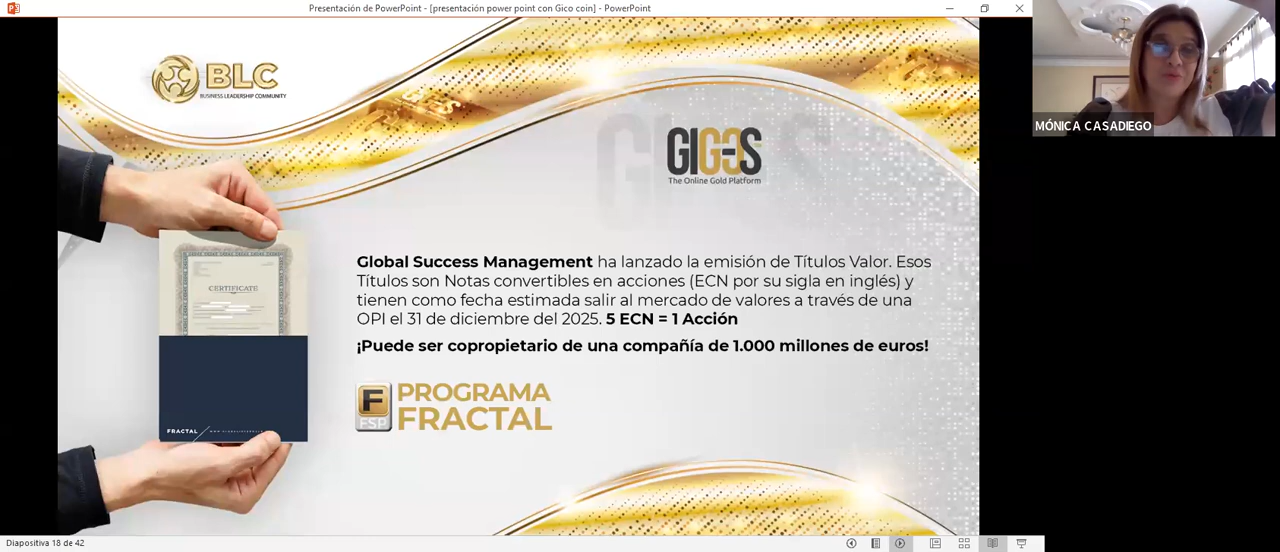 Presentación de PowerPoint - [presentación power point con Gico coin] - PowerPoint
BLC
BUSINESS LEADERSHIP COMMUNITY
MÓNICA CASADIEGO
The Online Gold Platform
Global Success Management ha lanzado la emisión de Títulos Valor. Esos
Títulos son Notas convertibles en acciones (ECN por su sigla en inglés) y
tienen como fecha estimada salir al mercado de valores a través de una
OPI el 31 de diciembre del 2025. 5 ECN = 1 Acción
¡Puede ser copropietario de una compañía de 1.000 millones de euros!
CERTIFICATE
F
FSP
PROGRAMA
FRACTAL
FRACTAL
Diapositiva 18 de 42